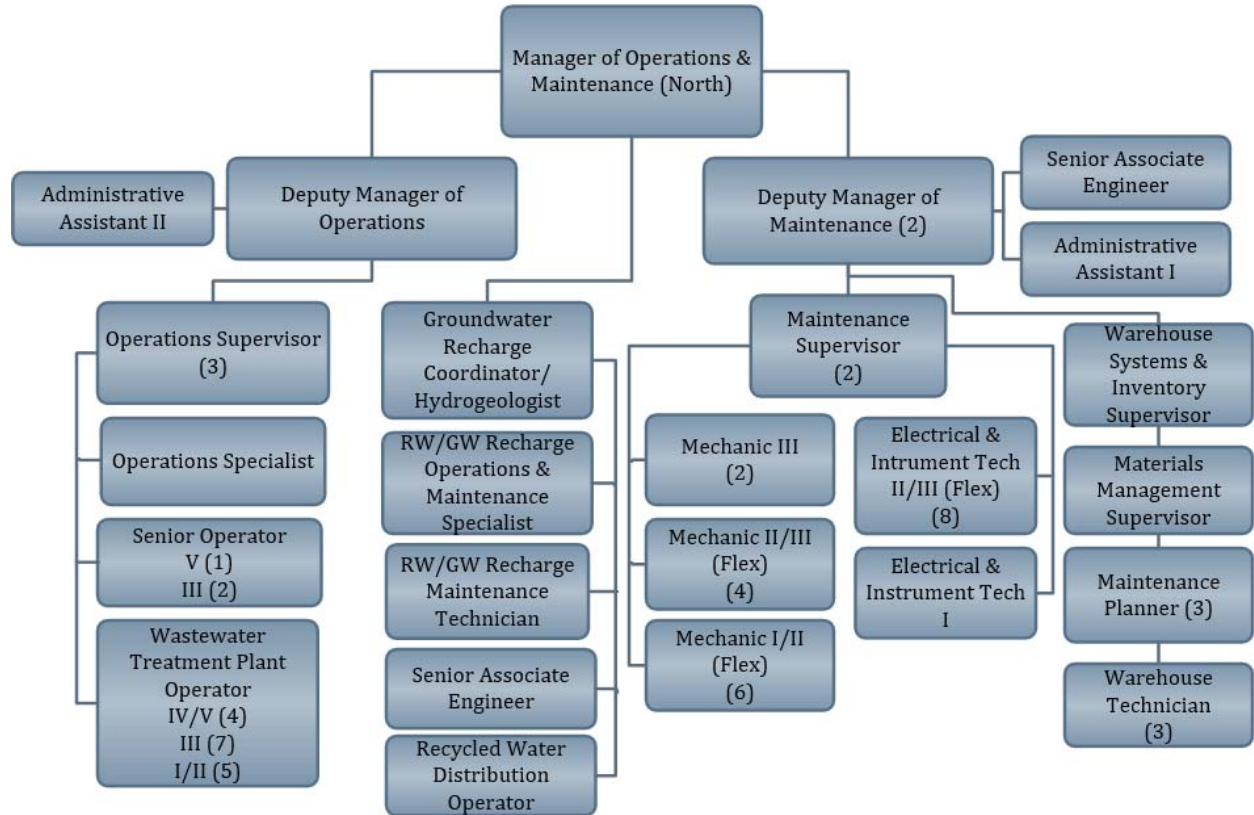 Manager of Operations &
Maintenance (North)
Administrative
Assistant II
Deputy Manager of
Operations
Deputy Manager of
Maintenance (2)
Senior Associate
Engineer
Administrative
Assistant I
Operations Supervisor
(3)
Operations Specialist
Senior Operator
V (1)
III (2)
Wastewater
Treatment Plant
Operator
IV/V (4)
III (7)
I/II (5)
Groundwater
Recharge
Coordinator/
Hydrogeologist
RW/GW Recharge
Operations &
Maintenance
Specialist
RW/GW Recharge
Maintenance
Technician
Senior Associate
Engineer
Recycled Water
Distribution
Operator
Maintenance
Supervisor
(2)
Mechanic III
(2)
Mechanic II/III
(Flex)
(4)
Mechanic I/II
(Flex)
(6)
Electrical &
Intrument Tech
II/III (Flex)
(8)
Electrical &
Instrument Tech
I
Warehouse
Systems &
Inventory
Supervisor
Materials
Management
Supervisor
Maintenance
Planner (3)
Warehouse
Technician
(3)